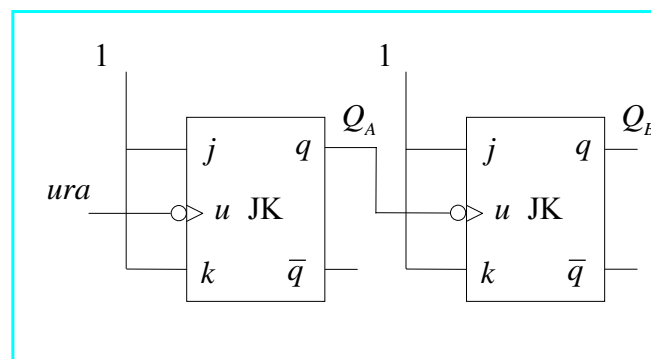 1 1
Q_A Q_B
j q j q
ura u JK u JK
k q̅ k q̅